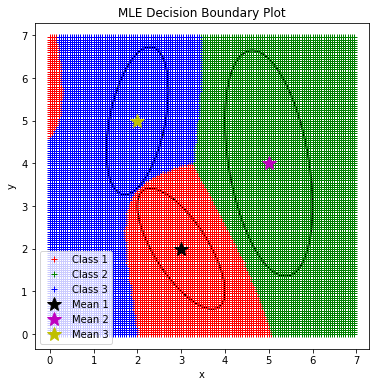 MLE Decision Boundary Plot
y
7
6
5
4
3
2
1
0
Class 1
Class 2
Class 3
Mean 1
Mean 2
Mean 3
0 1 2 3 4 5 6 7
x